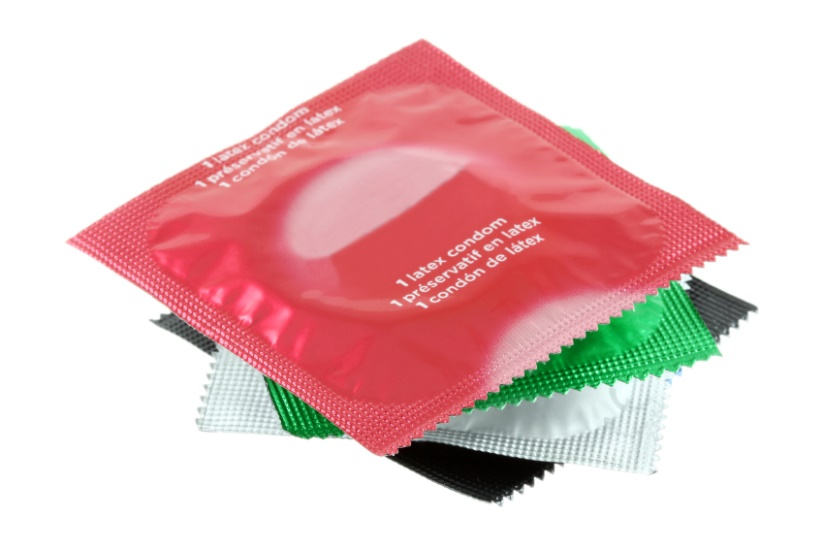 1 latex condom
1 préservatif en latex
1 condón de látex
1 latex condom
1 préservatif en latex
1 condón de látex